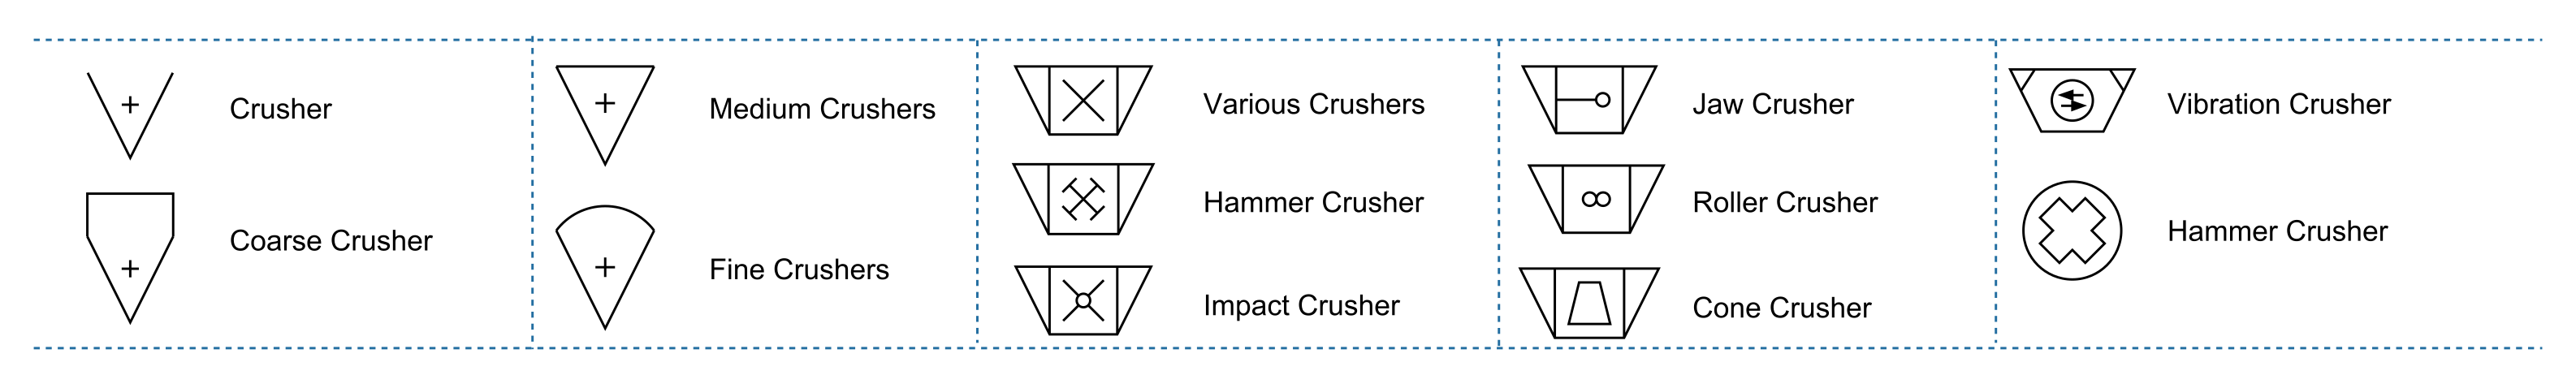 Crusher
Coarse Crusher
Medium Crushers
Fine Crushers
Various Crushers
Hammer Crusher
Impact Crusher
Jaw Crusher
Roller Crusher
Cone Crusher
Vibration Crusher
Hammer Crusher